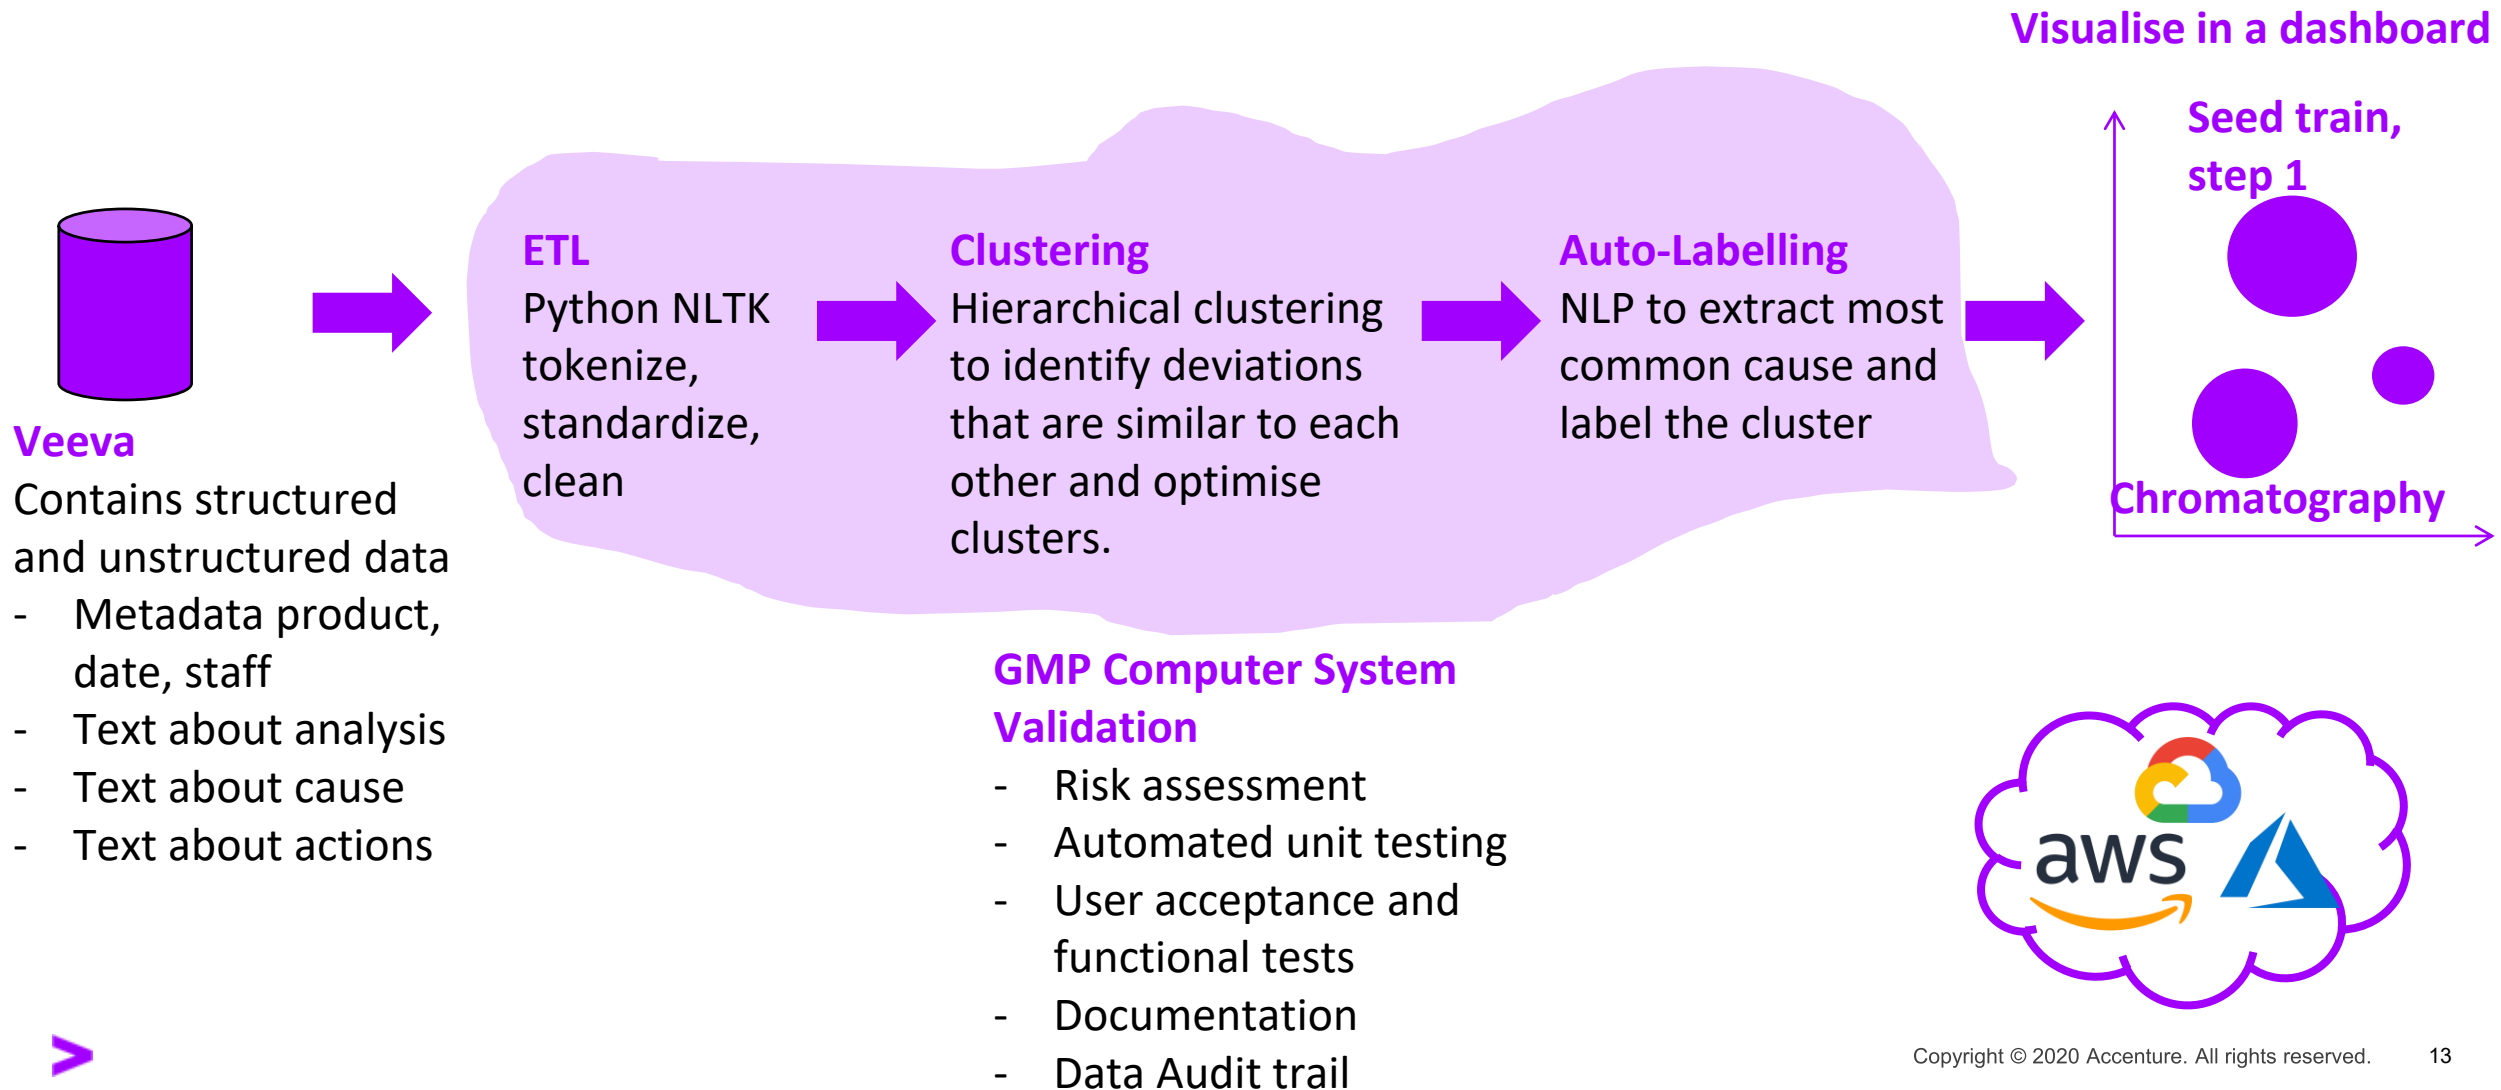 Visualise in a dashboard
Veeva
Contains structured
and unstructured data
- Metadata product,
date, staff
- Text about analysis
- Text about cause
- Text about actions
ETL
Python NLTK
tokenize,
standardize,
clean
Clustering
Hierarchical clustering
to identify deviations
that are similar to each
other and optimise
clusters.
Auto-Labelling
NLP to extract most
common cause and
label the cluster
Seed train,
step 1
Chromatography
GMP Computer System
Validation
- Risk assessment
- Automated unit testing
- User acceptance and
functional tests
- Documentation
- Data Audit trail
aws
>
Copyright © 2020 Accenture. All rights reserved. 13